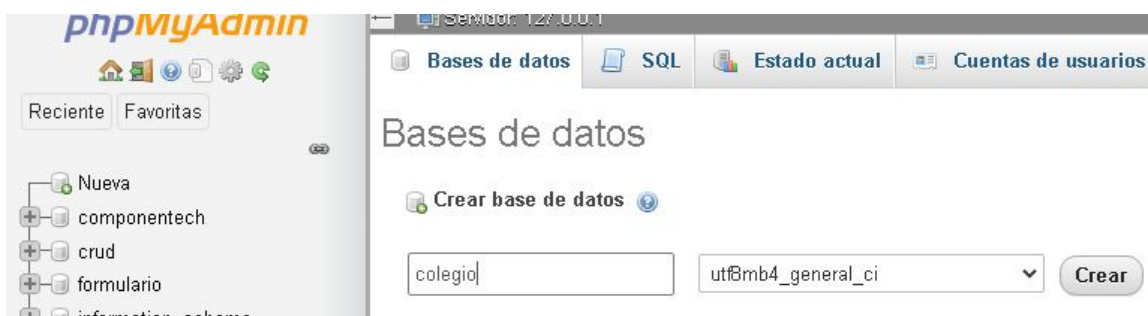 phpMyAdmin
Reciente Favoritas
Nueva
componentech
crud
formulario
information_schema
Servidor: 127.0.0.1
Bases de datos SQL Estado actual Cuentas de usuarios
Bases de datos
Crear base de datos
colegio utf8mb4_general_ci Crear